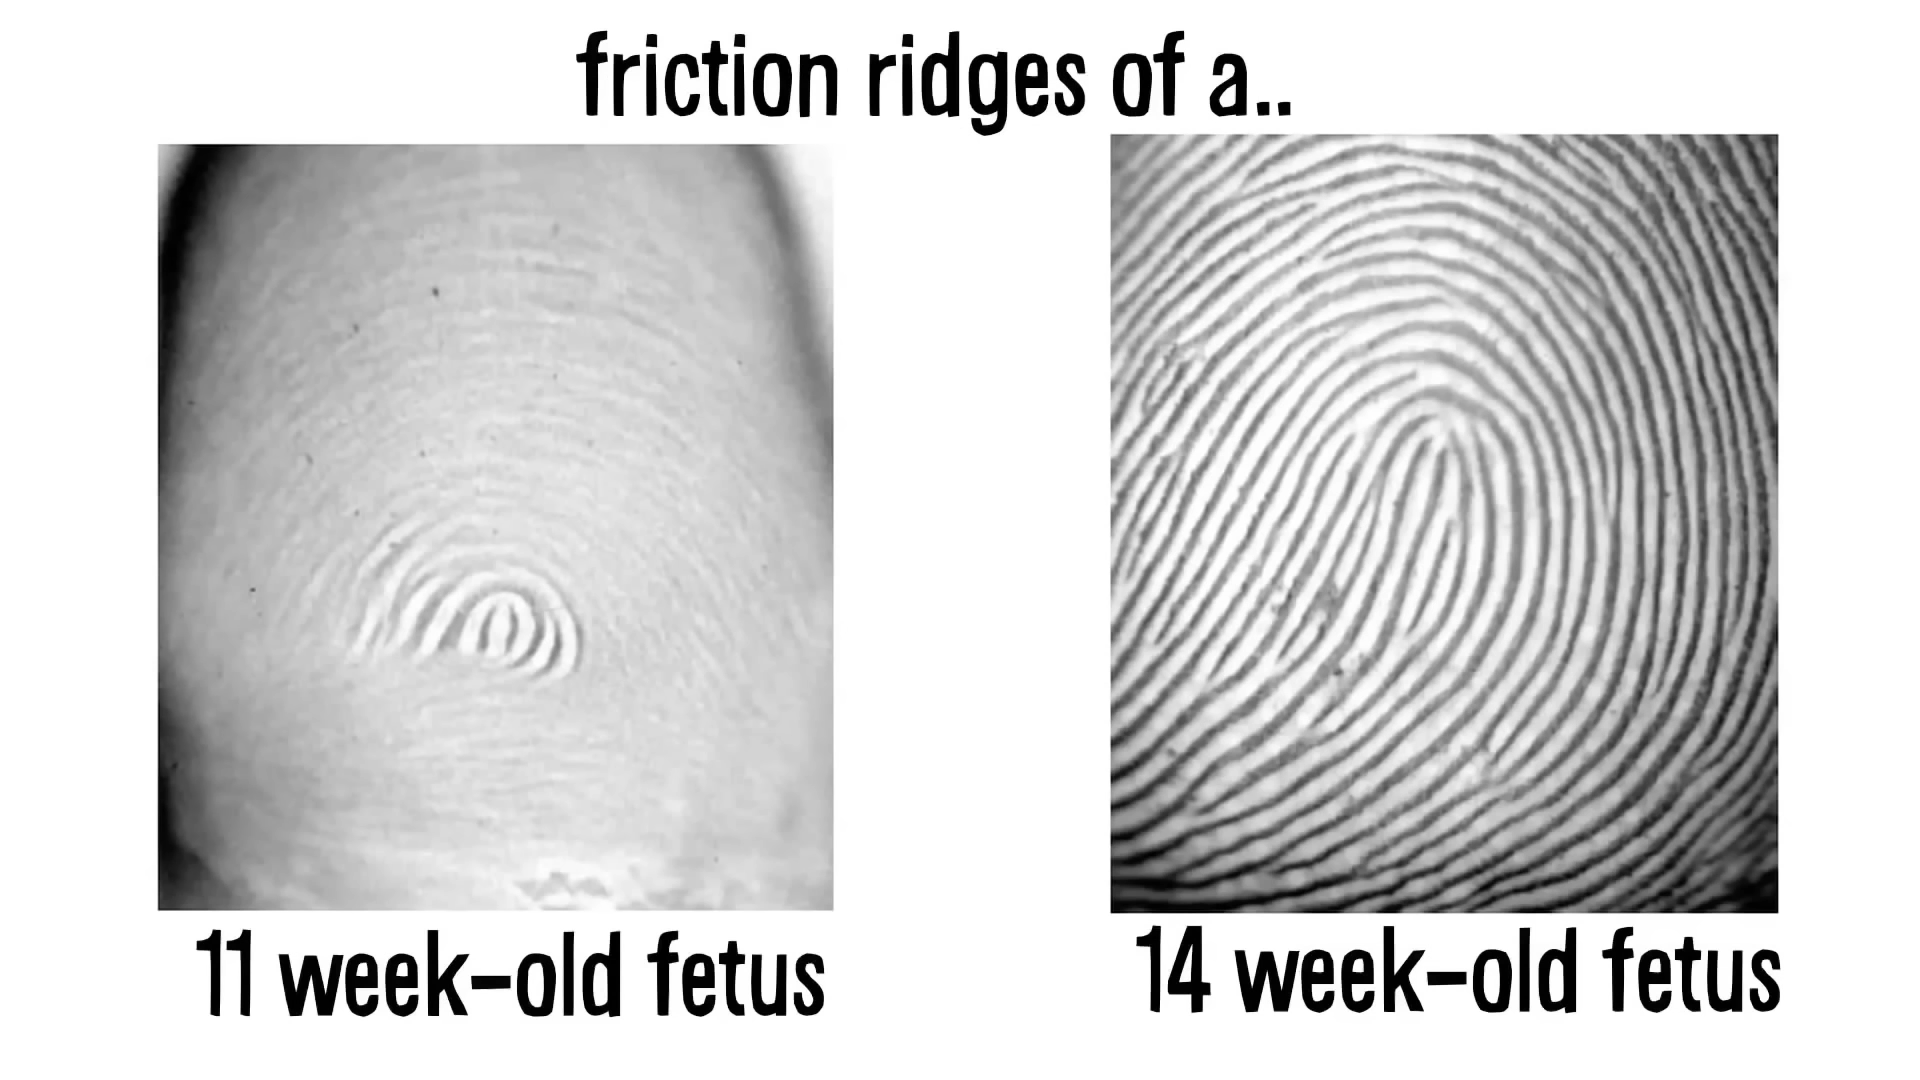 friction ridges of a..
11 week-old fetus
14 week-old fetus